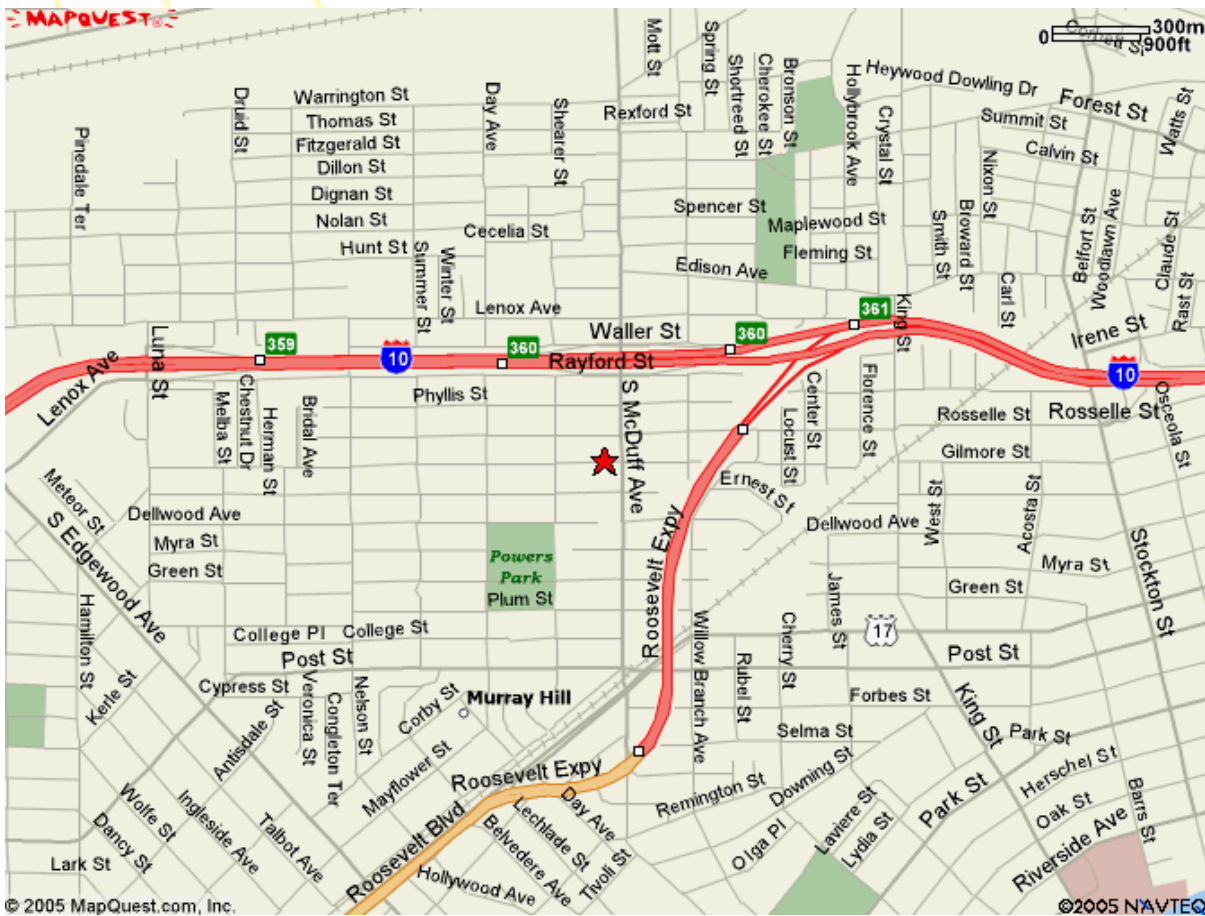 MAPQUEST
300m
0
900ft
Mott St
Spring St
Shortreed St
Cherokee St
Bronson St
Hollybrook Ave
Heywood Dowling Dr
Forest St
Watts St
Druid St
Warrington St
Day Ave
Shearer St
Rexford St
Crystal St
Summit St
Thomas St
Fitzgerald St
Calvin St
Pinedale Ter
Dillon St
Nixon St
Dignan St
Spencer St
Broward St
Woodlawn Ave
Nolan St
Maplewood St
Smith St
Belfort St
Claude St
Cecelia St
Hunt St
Summer St
Winter St
Fleming St
Edison Ave
Rast St
Carl St
Lenox Ave
361
King St
Waller St
360
Irene St
Luna St
359
10
360
Rayford St
10
Lenox Ave
S McDuff Ave
Phyllis St
Melba St
Chestnut Dr
Herman St
Bridal Ave
Center St
Locust St
Florence St
Rosselle St
Rosselle St
Osceola St
Gilmore St
Meteor St
Ernest St
West St
Acosta St
Dellwood Ave
Dellwood Ave
S Edgewood Ave
Myra St
Powers
Park
Roosevelt Expy
Stockton St
Myra St
Green St
Plum St
James St
Green St
Hamilton St
College Pl
College St
17
Post St
Post St
Willow Branch Ave
Rubel St
Cherry St
Kerle St
Cypress St
Veronica St
Congleton Ter
Nelson St
Corby St
Murray Hill
Forbes St
King St
Antisdale St
Selma St
Park St
Mayflower St
Roosevelt Expy
Remington St
Downing St
Park St
Herschel St
Wolfe St
Ingleside Ave
Talbot Ave
Roosevelt Blvd
Lechlade St
Day Ave
Oak St
Barrs St
Dancy St
Belvedere Ave
Olga Pl
Laviere St
Lydia St
Riverside Ave
Lark St
Hollywood Ave
Tivoli St
© 2005 MapQuest.com, Inc.
©2005 NAVTEQ